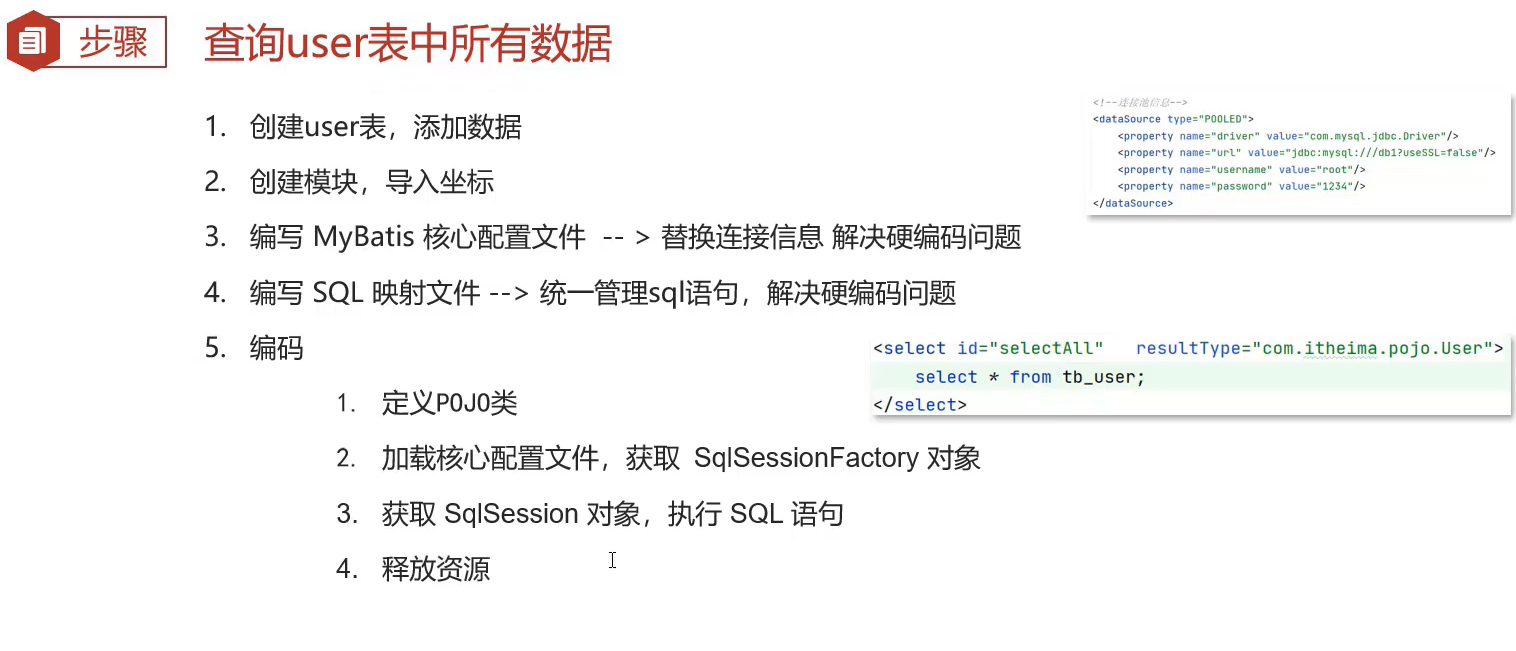 步骤
查询user表中所有数据
1. 创建user表，添加数据
2. 创建模块，导入坐标
3. 编写 MyBatis 核心配置文件 -- > 替换连接信息 解决硬编码问题
4. 编写 SQL 映射文件 --> 统一管理sql语句，解决硬编码问题
5. 编码
1. 定义POJO类
2. 加载核心配置文件，获取 SqlSessionFactory 对象
3. 获取 SqlSession 对象，执行 SQL 语句
4. 释放资源
<!--连接池信息-->
<dataSource type="POOLED">
<property name="driver" value="com.mysql.jdbc.Driver"/>
<property name="url" value="jdbc:mysql:///db1?useSSL=false"/>
<property name="username" value="root"/>
<property name="password" value="1234"/>
</dataSource>
<select id="selectAll" resultType="com.itheima.pojo.User">
select * from tb_user;
</select>